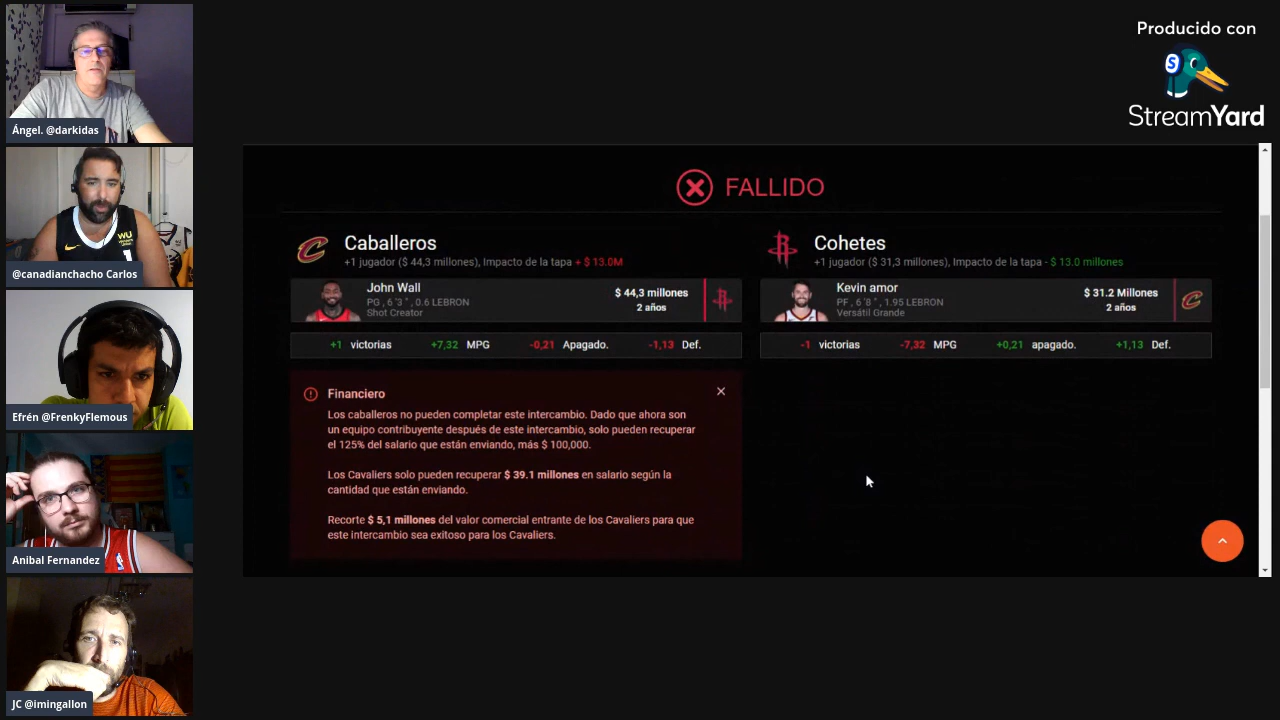 Producido con
StreamYard
Ángel. @darkidas
@canadianchacho Carlos
Efrén @FrenkyFlemous
Anibal Fernandez
JC @imingallon
FALLIDO
Caballeros
+1 jugador ($ 44,3 millones), Impacto de la tapa + $ 13.0M
John Wall
PG , 6 '3 " , 0.6 LEBRON
Shot Creator
$ 44,3 millones
2 años
+1 victorias +7,32 MPG -0,21 Apagado. -1,13 Def.
Cohetes
+1 jugador ($ 31,3 millones), Impacto de la tapa - $ 13.0 millones
Kevin amor
PF , 6 '8 " , 1.95 LEBRON
Versátil Grande
$ 31.2 Millones
2 años
-1 victorias -7,32 MPG +0,21 apagado. +1,13 Def.
Financiero
Los caballeros no pueden completar este intercambio. Dado que ahora son
un equipo contribuyente después de este intercambio, solo pueden recuperar
el 125% del salario que están enviando, más $ 100,000.
Los Cavaliers solo pueden recuperar $ 39.1 millones en salario según la
cantidad que están enviando.
Recorte $ 5,1 millones del valor comercial entrante de los Cavaliers para que
este intercambio sea exitoso para los Cavaliers.